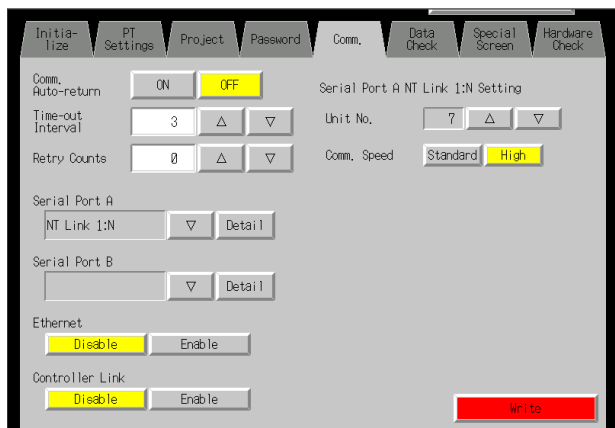 Initia-
lize
PT
Settings
Project
Password
Comm.
Data
Check
Special
Screen
Hardware
Check
Comm.
Auto-return
ON
OFF
Serial Port A NT Link 1:N Setting
Time-out
Interval
3
△
▽
Unit No.
7
△
▽
Retry Counts
0
△
▽
Comm. Speed
Standard
High
Serial Port A
NT Link 1:N
▽
Detail
Serial Port B
▽
Detail
Ethernet
Disable
Enable
Controller Link
Disable
Enable
Write